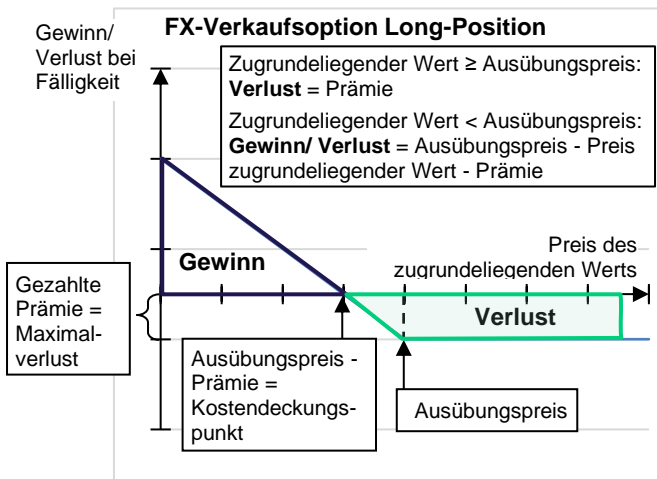 FX-Verkaufsoption Long-Position
Gewinn/
Verlust bei
Fälligkeit
Zugrundeliegender Wert ≥ Ausübungspreis:
Verlust = Prämie
Zugrundeliegender Wert < Ausübungspreis:
Gewinn/ Verlust = Ausübungspreis - Preis
zugrundeliegender Wert - Prämie
Gewinn
Preis des
zugrundeliegenden Werts
Gezahlte
Prämie =
Maximal-
verlust
Verlust
Ausübungspreis -
Prämie =
Kostendeckungs-
punkt
Ausübungspreis